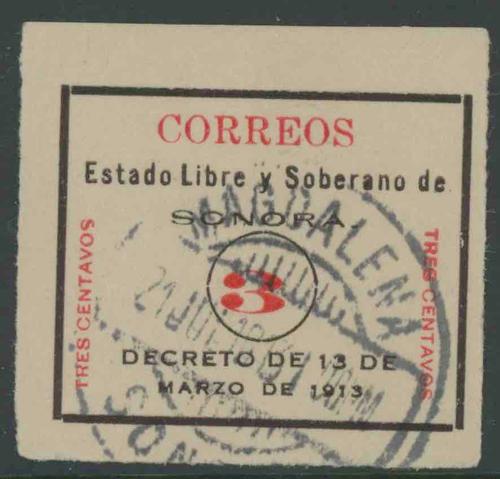 CORREOS
Estado Libre y Soberano de
SONORA.
TRES CENTAVOS
3
TRES CENTAVOS
DECRETO DE 13 DE
MARZO DE 1913
MAGDALENA
SON